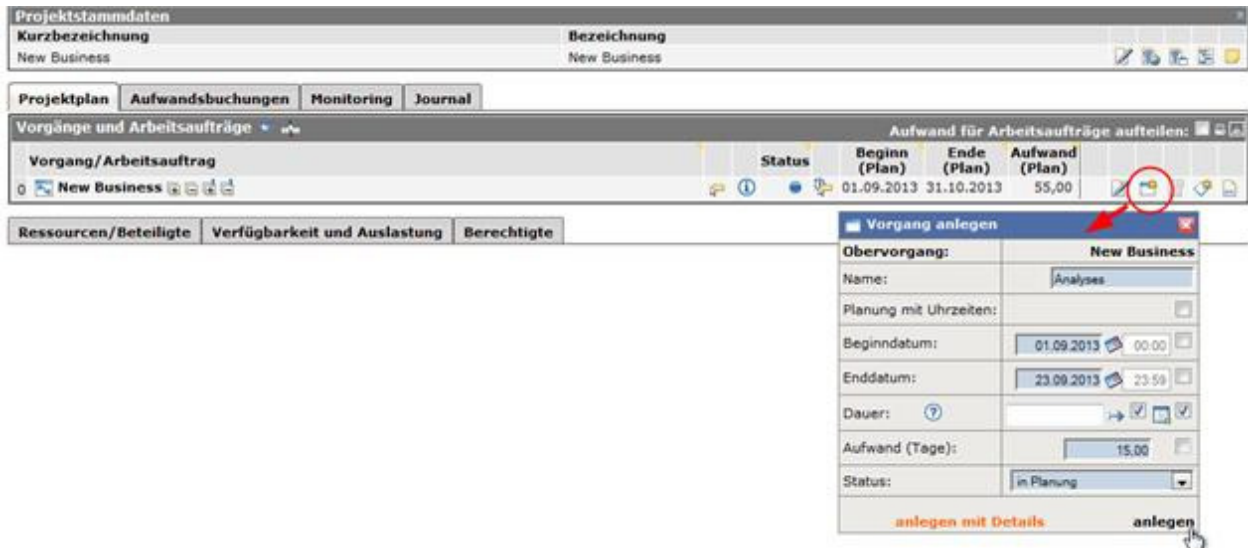 Projektstammdaten
Kurzbezeichnung Bezeichnung
New Business New Business
Projektplan Aufwandsbuchungen Monitoring Journal
Vorgänge und Arbeitsaufträge Aufwand für Arbeitsaufträge aufteilen:
Vorgang/Arbeitsauftrag Status Beginn (Plan) Ende (Plan) Aufwand (Plan)
0 New Business 01.09.2013 31.10.2013 55,00
Ressourcen/Beteiligte Verfügbarkeit und Auslastung Berechtigte
Vorgang anlegen
Obervorgang: New Business
Name: Analyses
Planung mit Uhrzeiten:
Beginndatum: 01.09.2013 00:00
Enddatum: 23.09.2013 23:59
Dauer:
Aufwand (Tage): 15,00
Status: in Planung
anlegen mit Details anlegen